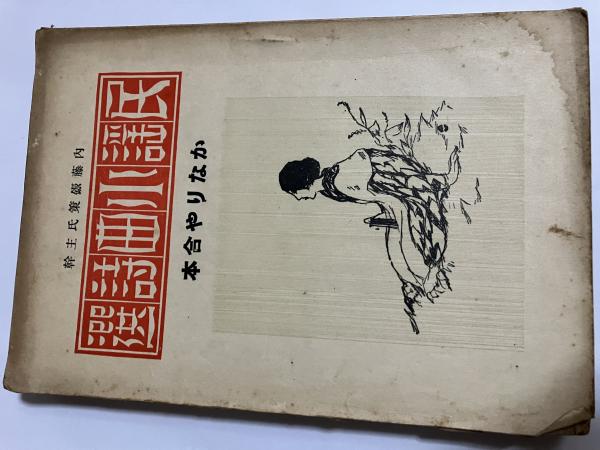 内藤鋠策氏主幹
民謡小曲詩選
かなりや合本